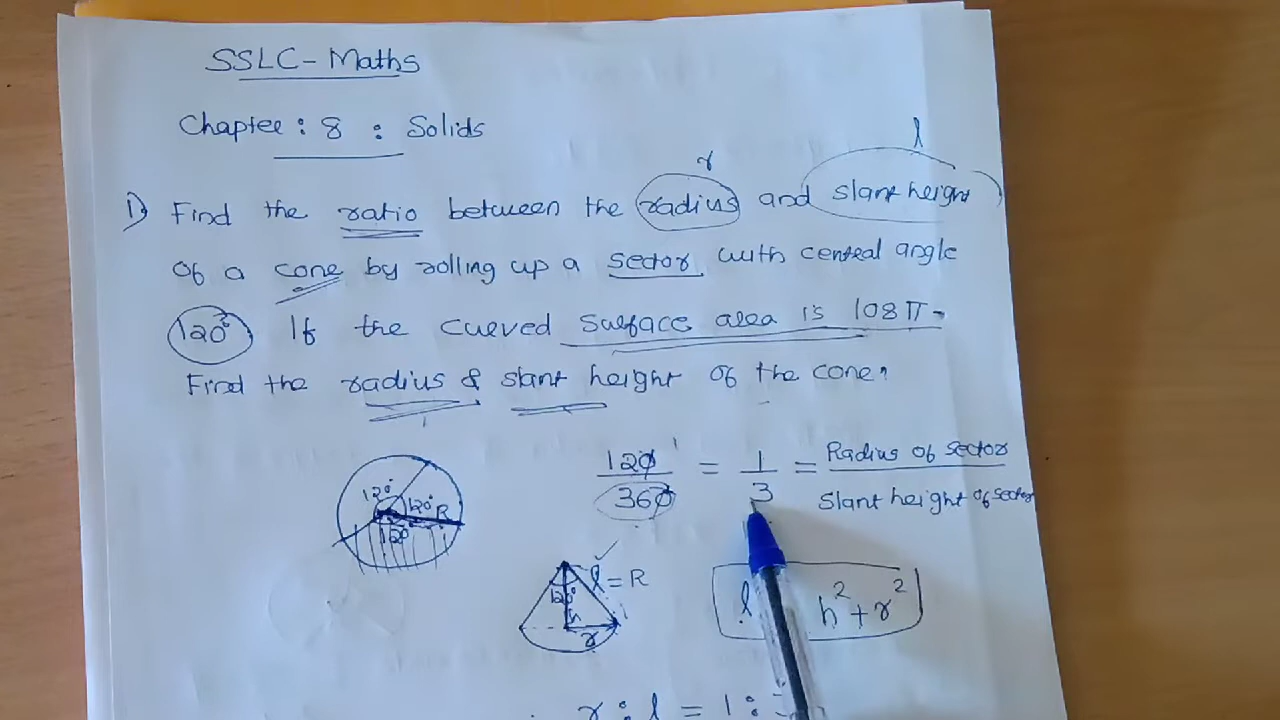 SSLC - Maths
Chapter : 8 : Solids
r
l
1) Find the ratio between the radius and slant height
of a cone by rolling up a sector with central angle
120° If the curved surface area is 108π.
Find the radius & slant height of the cone.
120/360 = 1/3 = Radius of sector / Slant height of sector
120° 120° R
120°
l = R
120° h
r
l h² + r²
r : l = 1 :